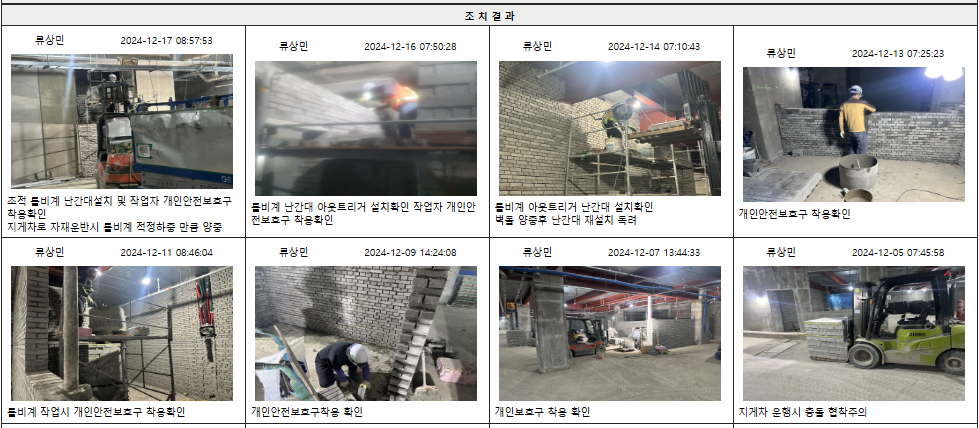 조 치 결 과
류상민 2024-12-17 08:57:53
조적 틀비계 난간대설치 및 작업자 개인안전보호구
착용확인
지게차로 자재운반시 틀비계 적정하중 만큼 양중
류상민 2024-12-16 07:50:28
틀비계 난간대 아웃트리거 설치확인 작업자 개인안
전보호구 착용확인
류상민 2024-12-14 07:10:43
틀비계 아웃트리거 난간대 설치확인
벽돌 양중후 난간대 재설치 독려
류상민 2024-12-13 07:25:23
개인안전보호구 착용확인
류상민 2024-12-11 08:46:04
틀비계 작업시 개인안전보호구 착용확인
류상민 2024-12-09 14:24:08
개인안전보호구착용 확인
류상민 2024-12-07 13:44:33
개인보호구 착용 확인
류상민 2024-12-05 07:45:58
지게차 운행시 충돌 협착주의